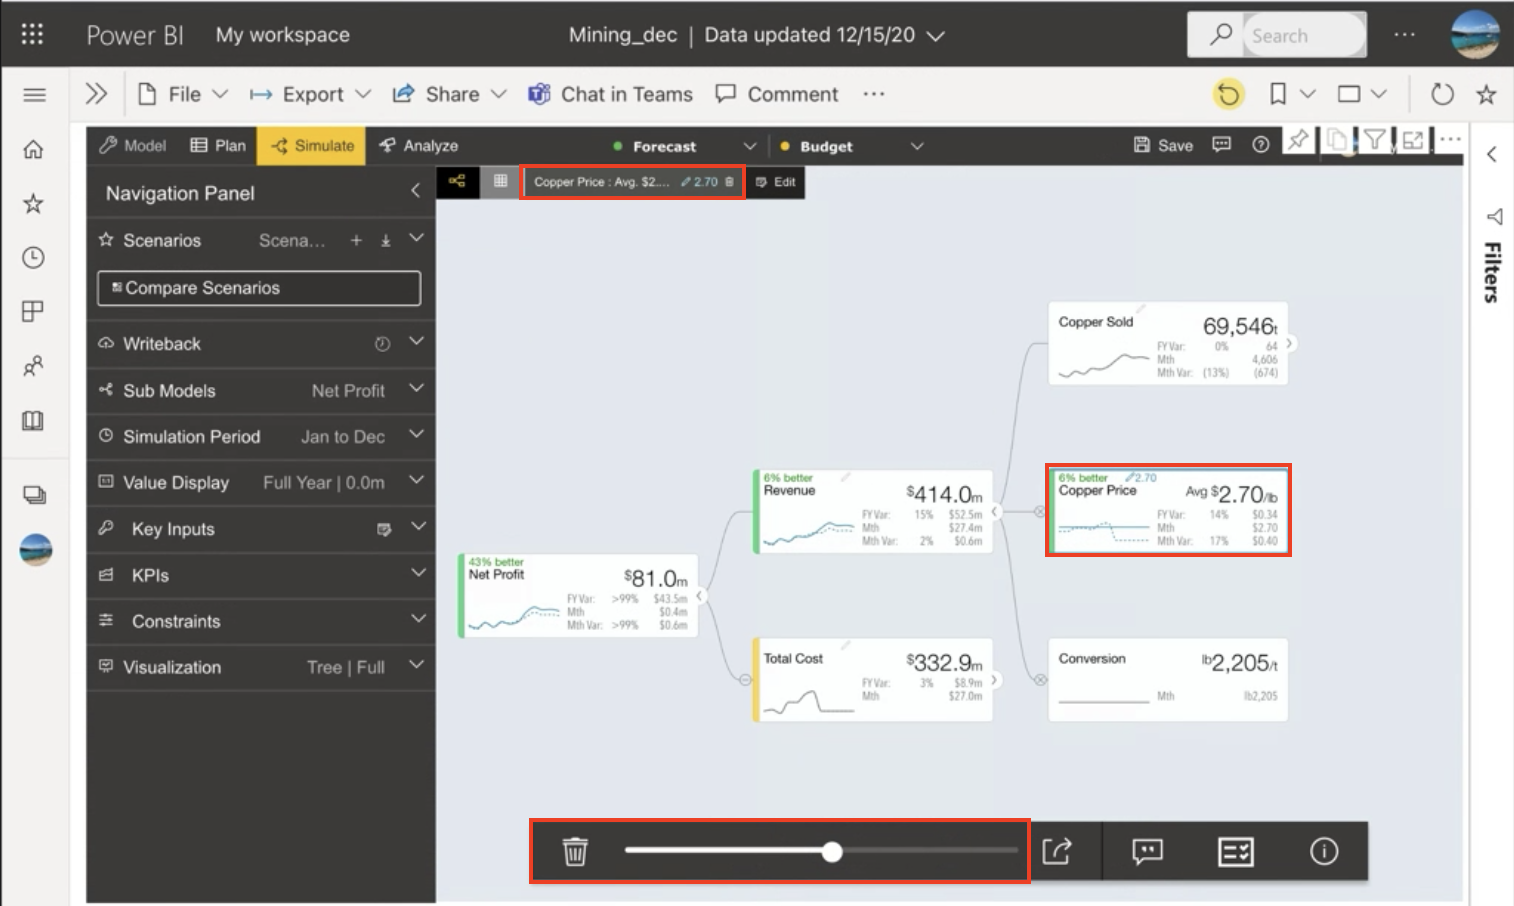 Power BI My workspace Mining_dec | Data updated 12/15/20 Search
File Export Share Chat in Teams Comment
Model Plan Simulate Analyze Forecast Budget Save
Copper Price : Avg. $2.... 2.70 Edit
Navigation Panel
Scenarios Scena... +
Compare Scenarios
Writeback
Sub Models Net Profit
Simulation Period Jan to Dec
Value Display Full Year | 0.0m
Key Inputs
KPIs
Constraints
Visualization Tree | Full
Filters
Copper Sold 69,546t
FY Var: 0% 64
Mth 4,606
Mth Var: (13%) (674)
6% better
Revenue $414.0m
FY Var: 15% $52.5m
Mth $27.4m
Mth Var: 2% $0.6m
6% better 2.70
Copper Price Avg $2.70/lb
FY Var: 14% $0.34
Mth $2.70
Mth Var: 17% $0.40
43% better
Net Profit $81.0m
FY Var: >99% $43.5m
Mth $0.4m
Mth Var: >99% $0.6m
Total Cost $332.9m
FY Var: 3% $8.9m
Mth $27.0m
Conversion lb2,205/t
Mth lb2,205